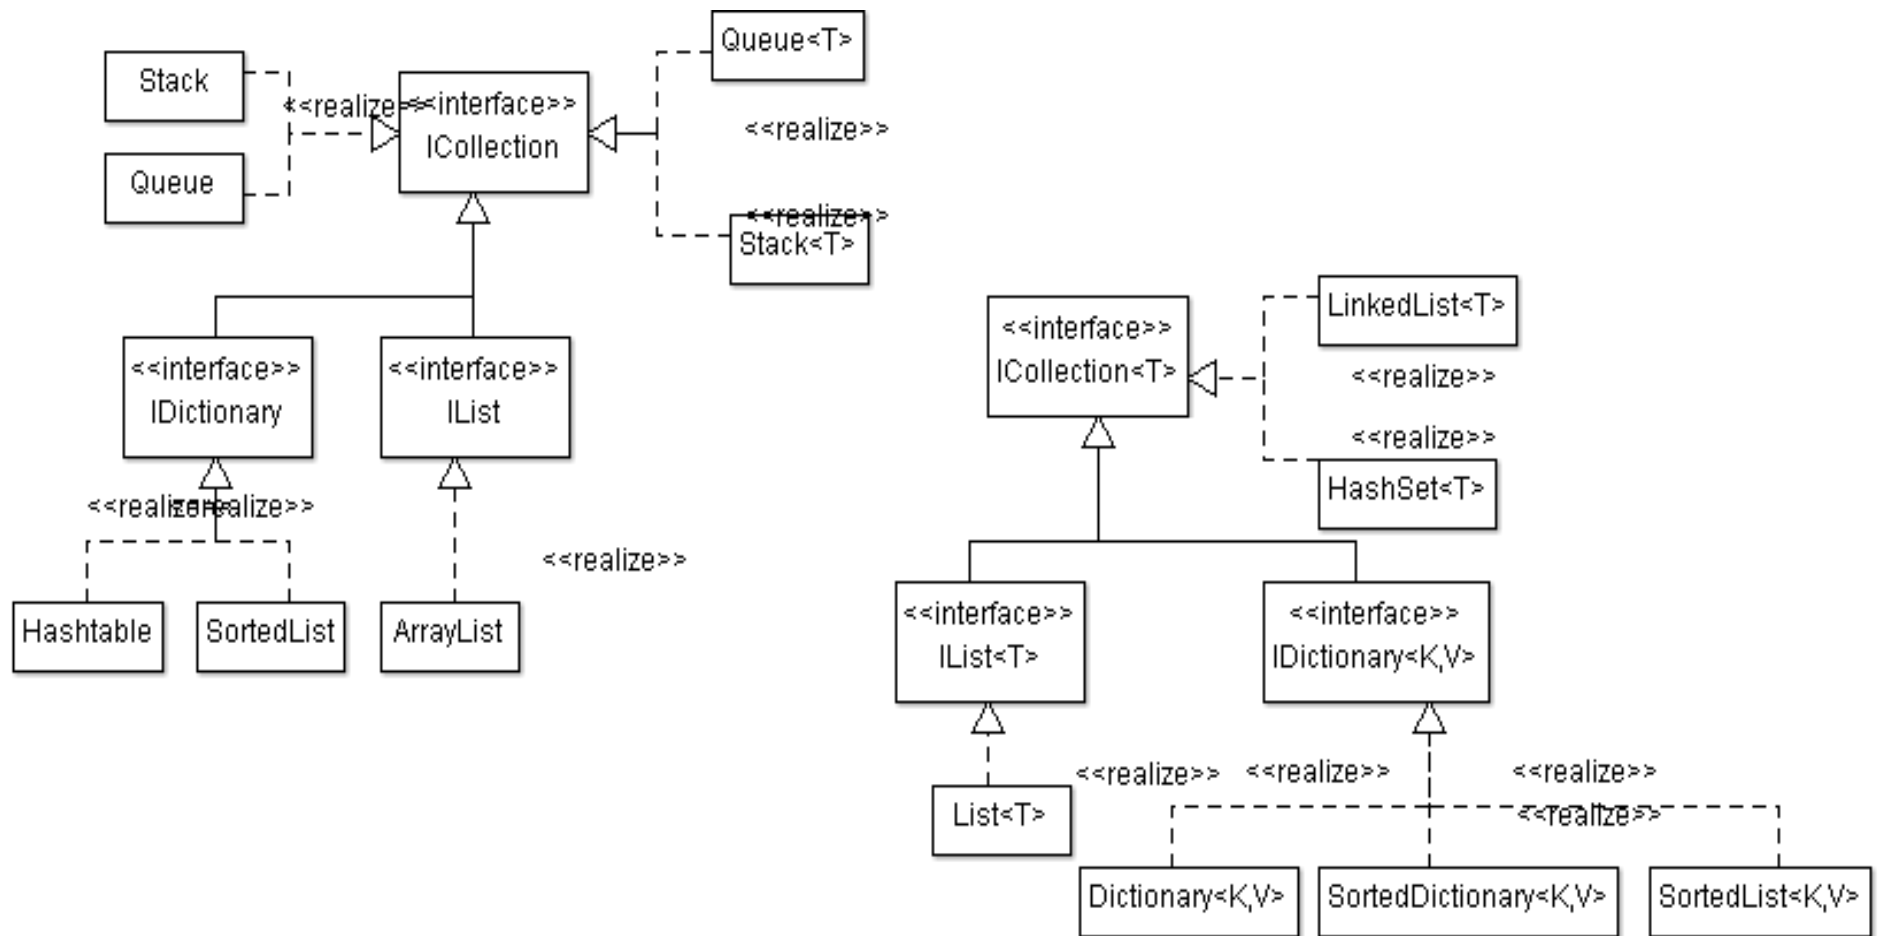 Queue<T>
Stack
<<realize>>
<<interface>>
ICollection
<<realize>>
Queue
<<realize>>
Stack<T>
<<interface>>
ICollection<T>
LinkedList<T>
<<realize>>
<<realize>>
HashSet<T>
<<interface>>
IDictionary
<<interface>>
IList
<<realize>>
<<realize>>
<<realize>>
Hashtable
SortedList
ArrayList
<<interface>>
IList<T>
<<interface>>
IDictionary<K,V>
<<realize>>
<<realize>>
<<realize>>
<<realize>>
List<T>
Dictionary<K,V>
SortedDictionary<K,V>
SortedList<K,V>